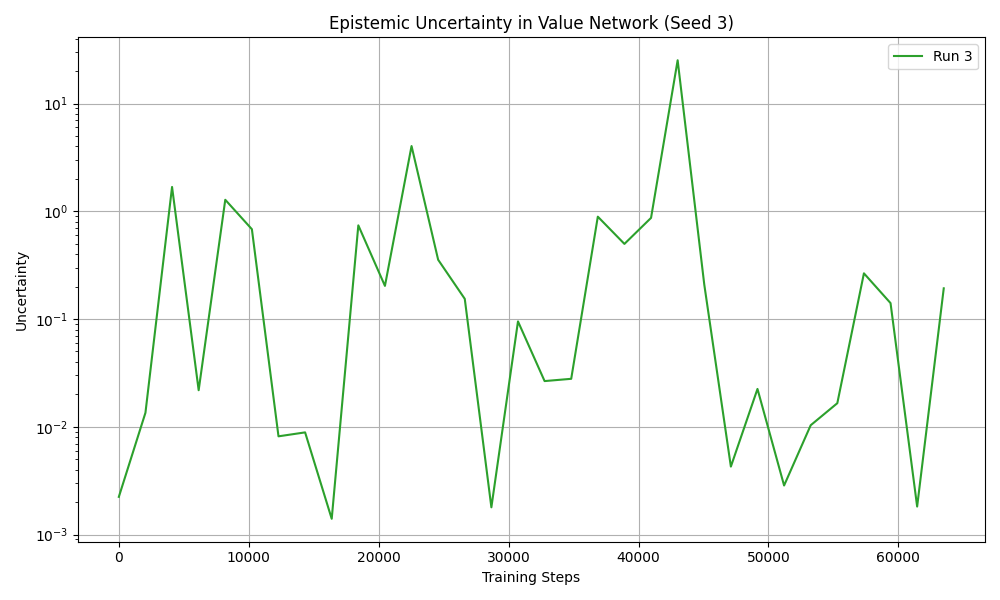 Epistemic Uncertainty in Value Network (Seed 3)
Run 3
Uncertainty
10¹
10⁰
10⁻¹
10⁻²
10⁻³
0 10000 20000 30000 40000 50000 60000
Training Steps